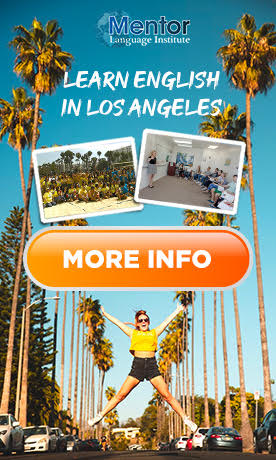 Mentor
Language Institute
LEARN ENGLISH
IN LOS ANGELES
MORE INFO